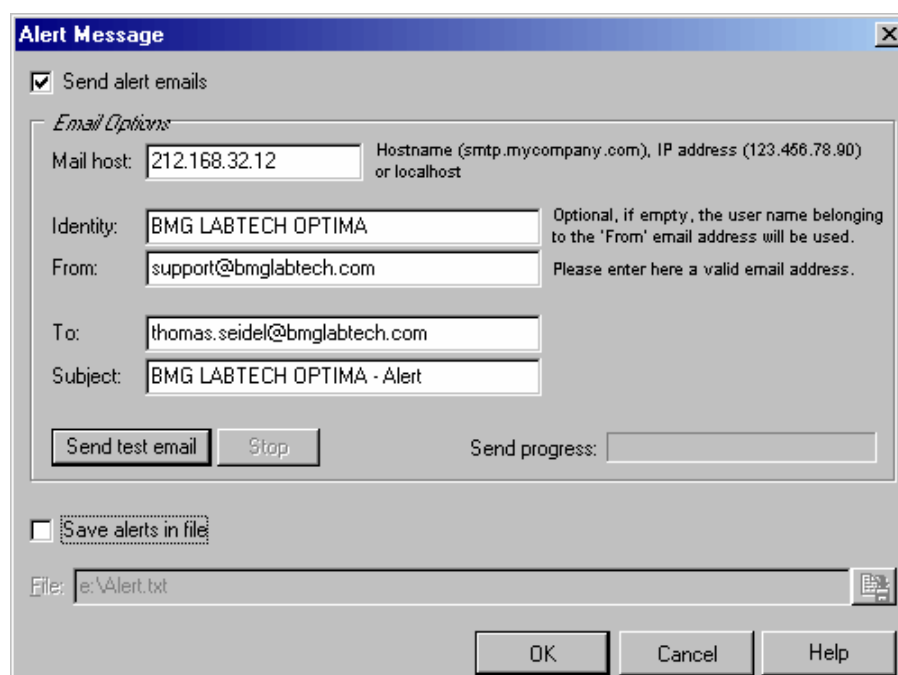 Alert Message
Send alert emails
Email Options
Mail host: 212.168.32.12 Hostname (smtp.mycompany.com), IP address (123.456.78.90)
or localhost
Identity: BMG LABTECH OPTIMA Optional, if empty, the user name belonging
to the 'From' email address will be used.
From: support@bmglabtech.com Please enter here a valid email address.
To: thomas.seidel@bmglabtech.com
Subject: BMG LABTECH OPTIMA - Alert
Send test email Stop Send progress:
Save alerts in file
File: e:\Alert.txt
OK Cancel Help